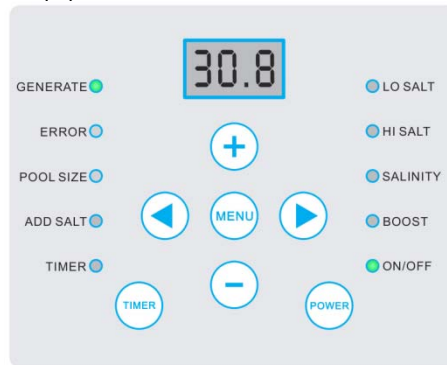 30.8
GENERATE
LO SALT
ERROR
HI SALT
+
POOL SIZE
SALINITY
MENU
ADD SALT
BOOST
TIMER
ON/OFF
-
TIMER
POWER